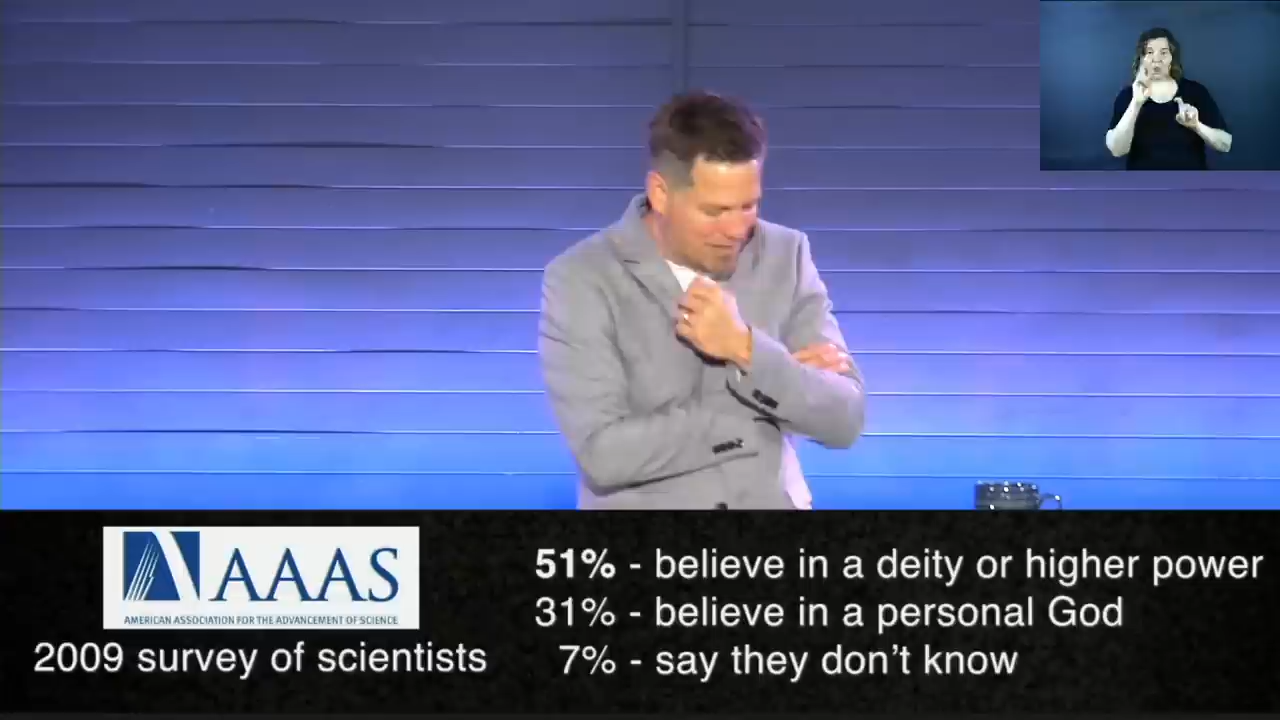 AAAS
AMERICAN ASSOCIATION FOR THE ADVANCEMENT OF SCIENCE
2009 survey of scientists
51% - believe in a deity or higher power
31% - believe in a personal God
7% - say they don't know